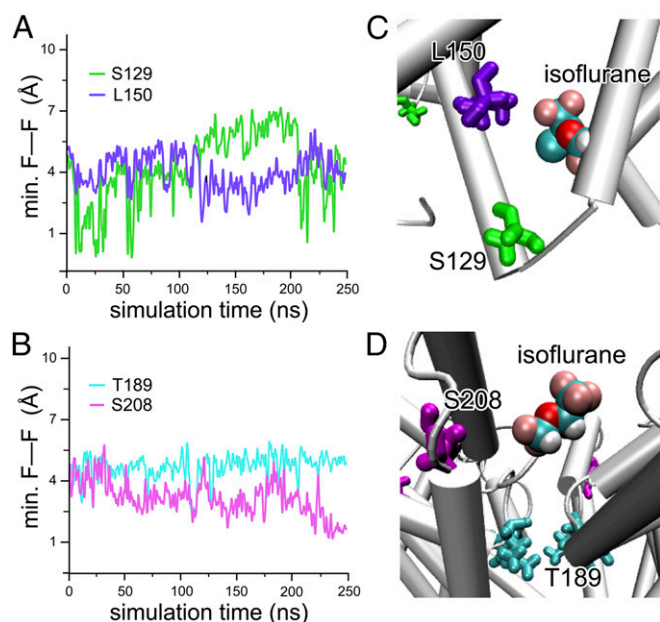 A
10
7
4
1
min. F—F (Å)
S129
L150
0
50
100
150
200
250
simulation time (ns)
C
L150
isoflurane
S129
B
10
7
4
1
min. F—F (Å)
T189
S208
0
50
100
150
200
250
simulation time (ns)
D
isoflurane
S208
T189